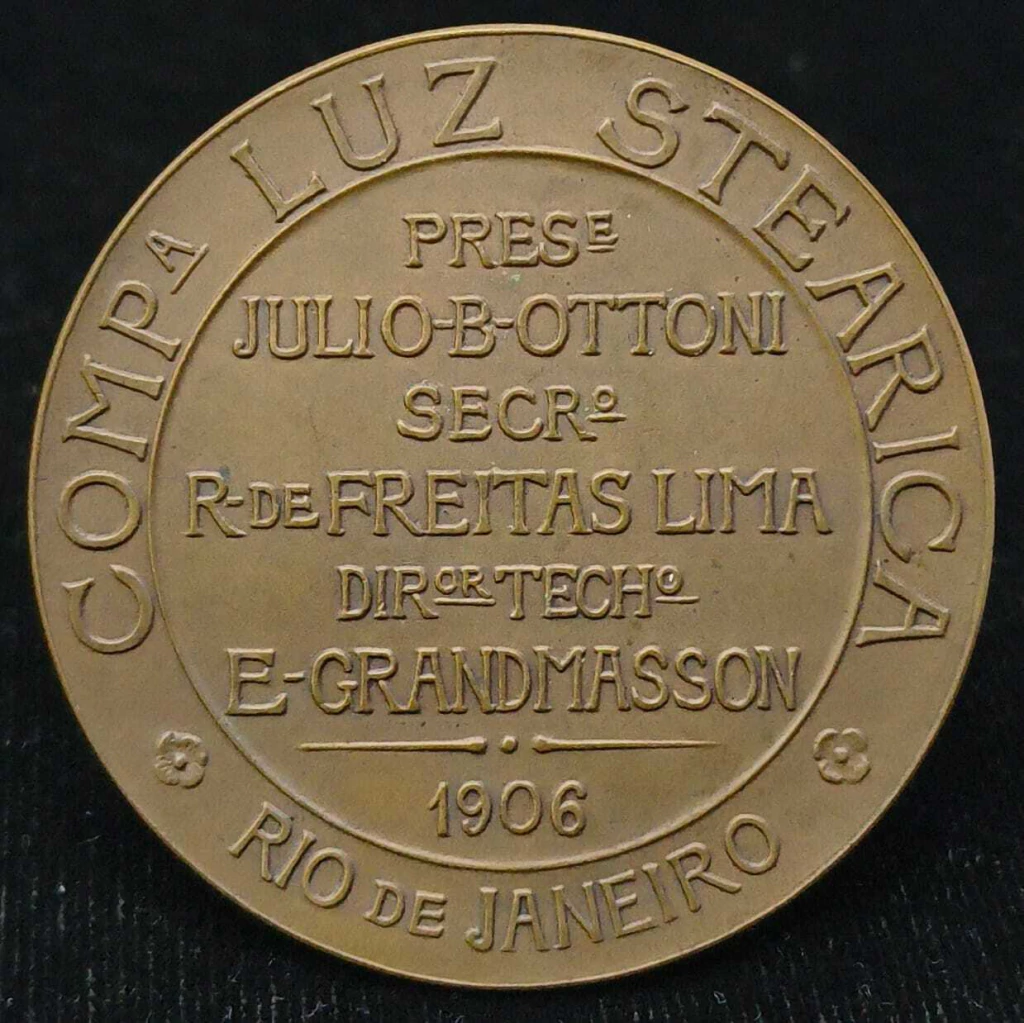 COMPA LUZ STEARICA
PRESE
JULIO-B-OTTONI
SECRO
R-DE FREITAS LIMA
DIROR TECHO
E-GRANDMASSON
1906
RIO DE JANEIRO